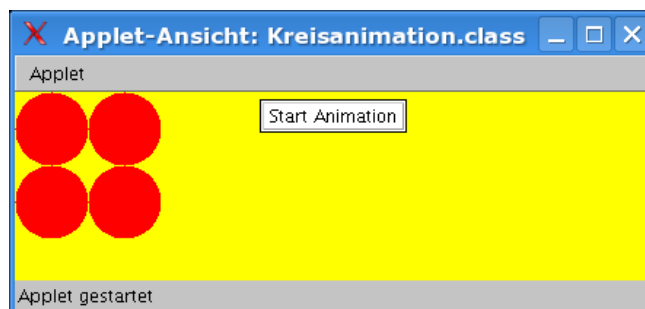 Applet-Ansicht: Kreisanimation.class
Applet
Start Animation
Applet gestartet